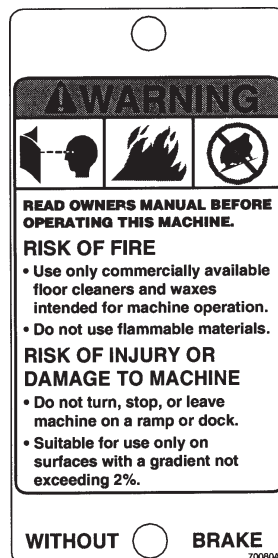 WARNING
READ OWNERS MANUAL BEFORE
OPERATING THIS MACHINE.
RISK OF FIRE
• Use only commercially available
floor cleaners and waxes
intended for machine operation.
• Do not use flammable materials.
RISK OF INJURY OR
DAMAGE TO MACHINE
• Do not turn, stop, or leave
machine on a ramp or dock.
• Suitable for use only on
surfaces with a gradient not
exceeding 2%.
WITHOUT BRAKE